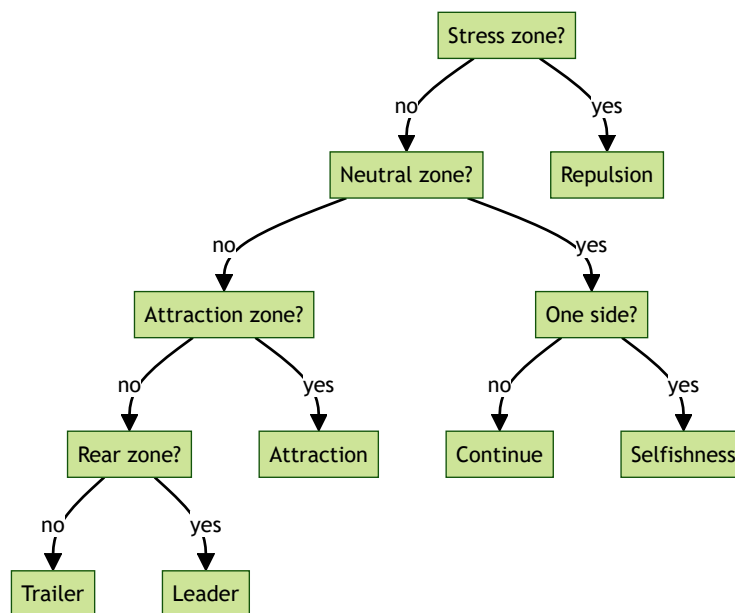 Stress zone?
no
yes
Neutral zone?
Repulsion
no
yes
Attraction zone?
One side?
no
yes
no
yes
Rear zone?
Attraction
Continue
Selfishness
no
yes
Trailer
Leader